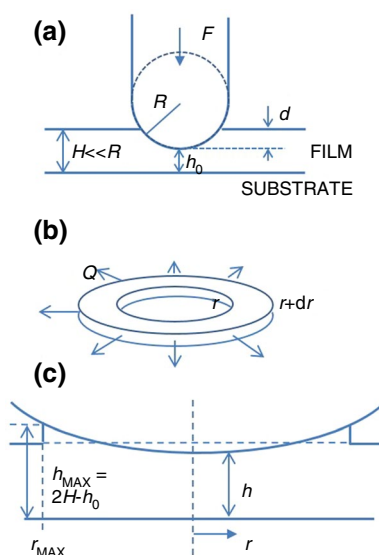 (a)
F
R
d
H<<R
h0
FILM
SUBSTRATE
(b)
Q
r
r+dr
(c)
hMAX =
2H-h0
h
rMAX
r